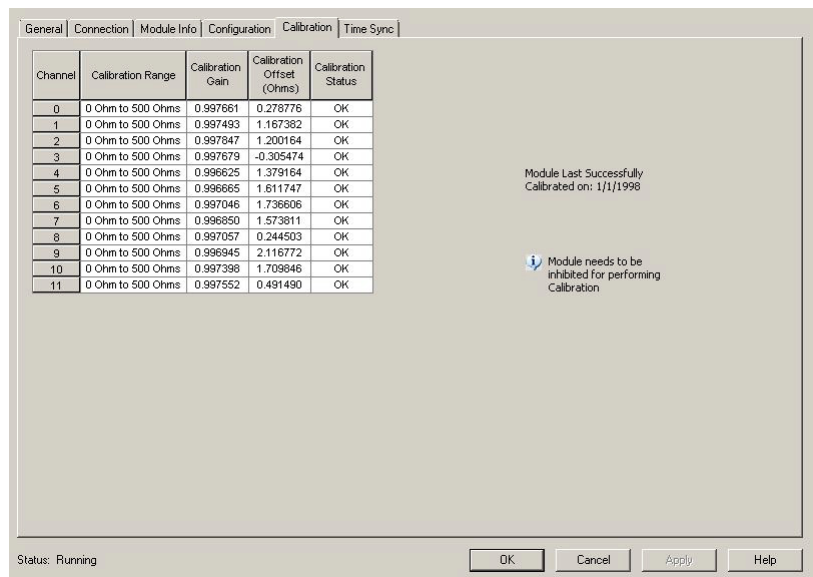 General Connection Module Info Configuration Calibration Time Sync
Channel Calibration Range Calibration Gain Calibration Offset (Ohms) Calibration Status
0 0 Ohm to 500 Ohms 0.997661 0.278776 OK
1 0 Ohm to 500 Ohms 0.997493 1.167382 OK
2 0 Ohm to 500 Ohms 0.997847 1.200164 OK
3 0 Ohm to 500 Ohms 0.997679 -0.305474 OK
4 0 Ohm to 500 Ohms 0.996625 1.379164 OK
5 0 Ohm to 500 Ohms 0.996665 1.611747 OK
6 0 Ohm to 500 Ohms 0.997046 1.736606 OK
7 0 Ohm to 500 Ohms 0.996850 1.573811 OK
8 0 Ohm to 500 Ohms 0.997057 0.244503 OK
9 0 Ohm to 500 Ohms 0.996945 2.116772 OK
10 0 Ohm to 500 Ohms 0.997398 1.709846 OK
11 0 Ohm to 500 Ohms 0.997552 0.491490 OK
Module Last Successfully
Calibrated on: 1/1/1998
Module needs to be
inhibited for performing
Calibration
Status: Running
OK Cancel Apply Help